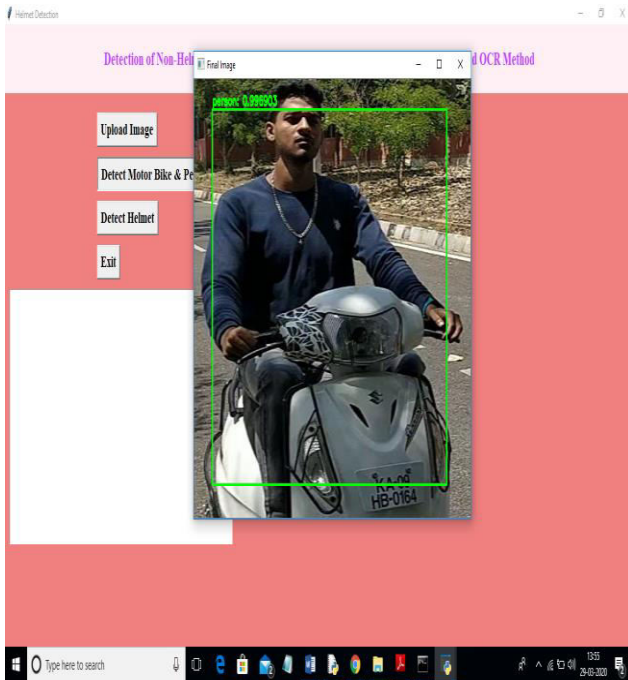 Helmet Detection
Detection of Non-Hel
d OCR Method
Final Image
person: 0.996903
Upload Image
Detect Motor Bike & Pe
Detect Helmet
Exit
KA-09
HB-0164
Type here to search
13:55
29-03-2020